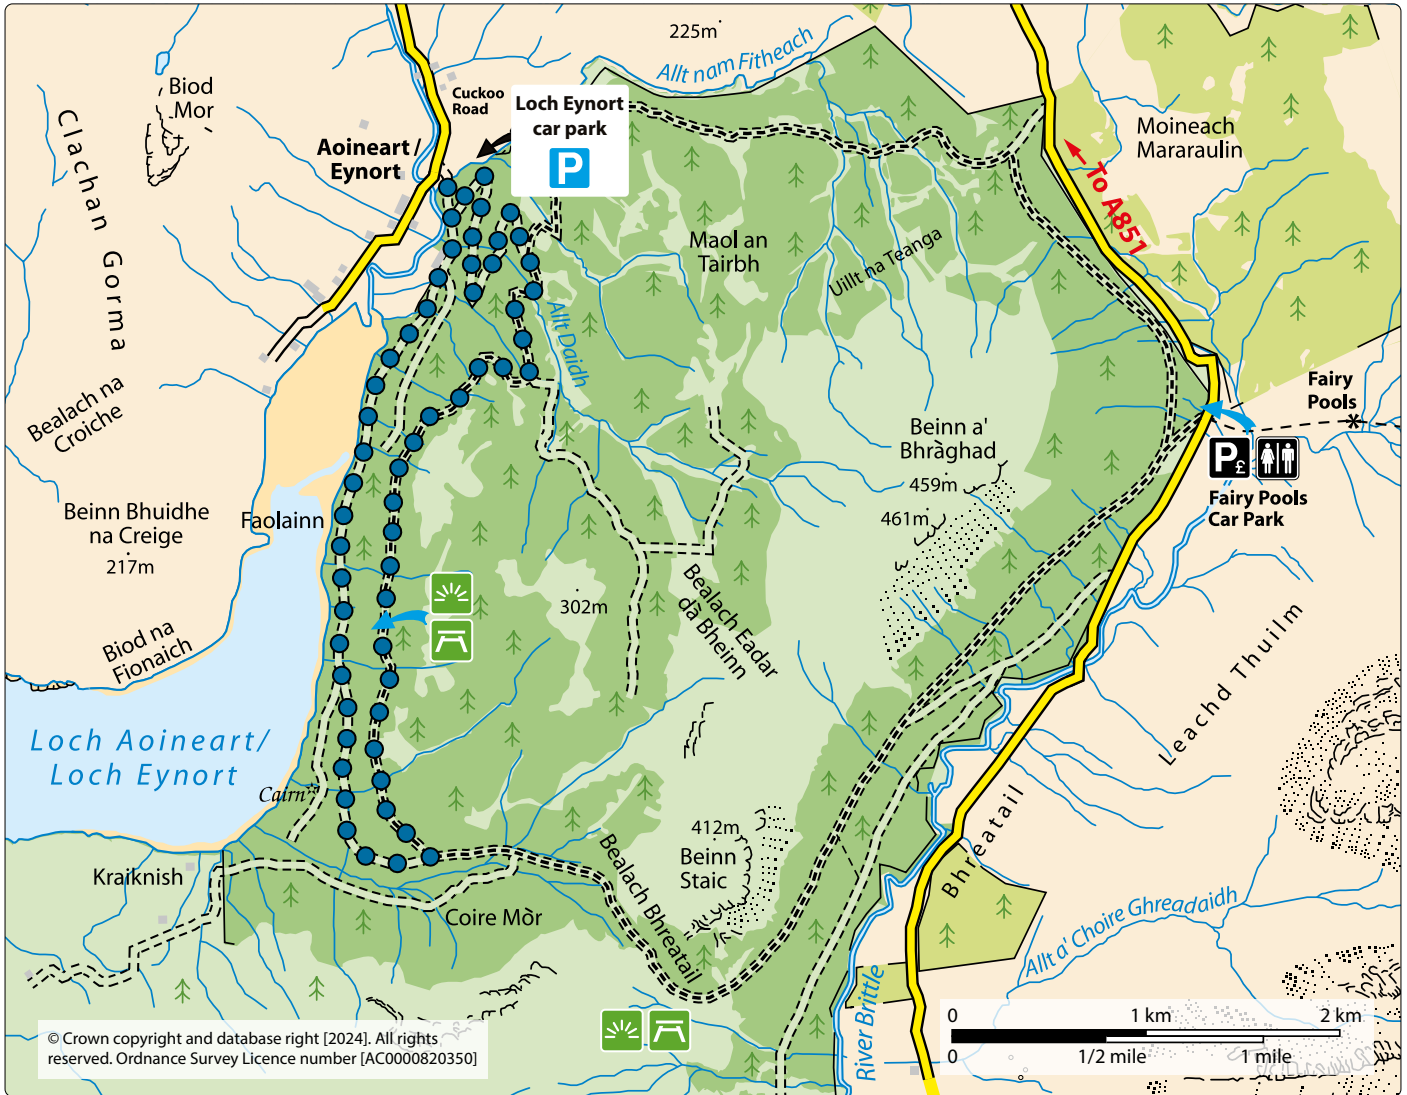 225m
Allt nam Fitheach
Biod
Mor
Cuckoo
Road
Loch Eynort
car park
P
Clachan Gorma
Aoineart /
Eynort
Moineach
Mararaulin
To A851
Maol an
Tairbh
Uillt na Teanga
Allt Daidh
Bealach na
Croiche
Fairy
Pools
Beinn a'
Bhràghad
459m
461m
P£
Fairy Pools
Car Park
Beinn Bhuidhe
na Creige
217m
Faolainn
302m
Bealach Eadar
dà Bheinn
Biod na
Fionaich
Leachd Thuilm
Loch Aoineart/
Loch Eynort
Cairn
412m
Beinn
Staic
Bealach Bhreatail
Bhreatail
Kraiknish
Coire Mòr
Allt a' Choire Ghreadaidh
River Brittle
© Crown copyright and database right [2024]. All rights
reserved. Ordnance Survey Licence number [AC0000820350]
0 1 km 2 km
0 1/2 mile 1 mile